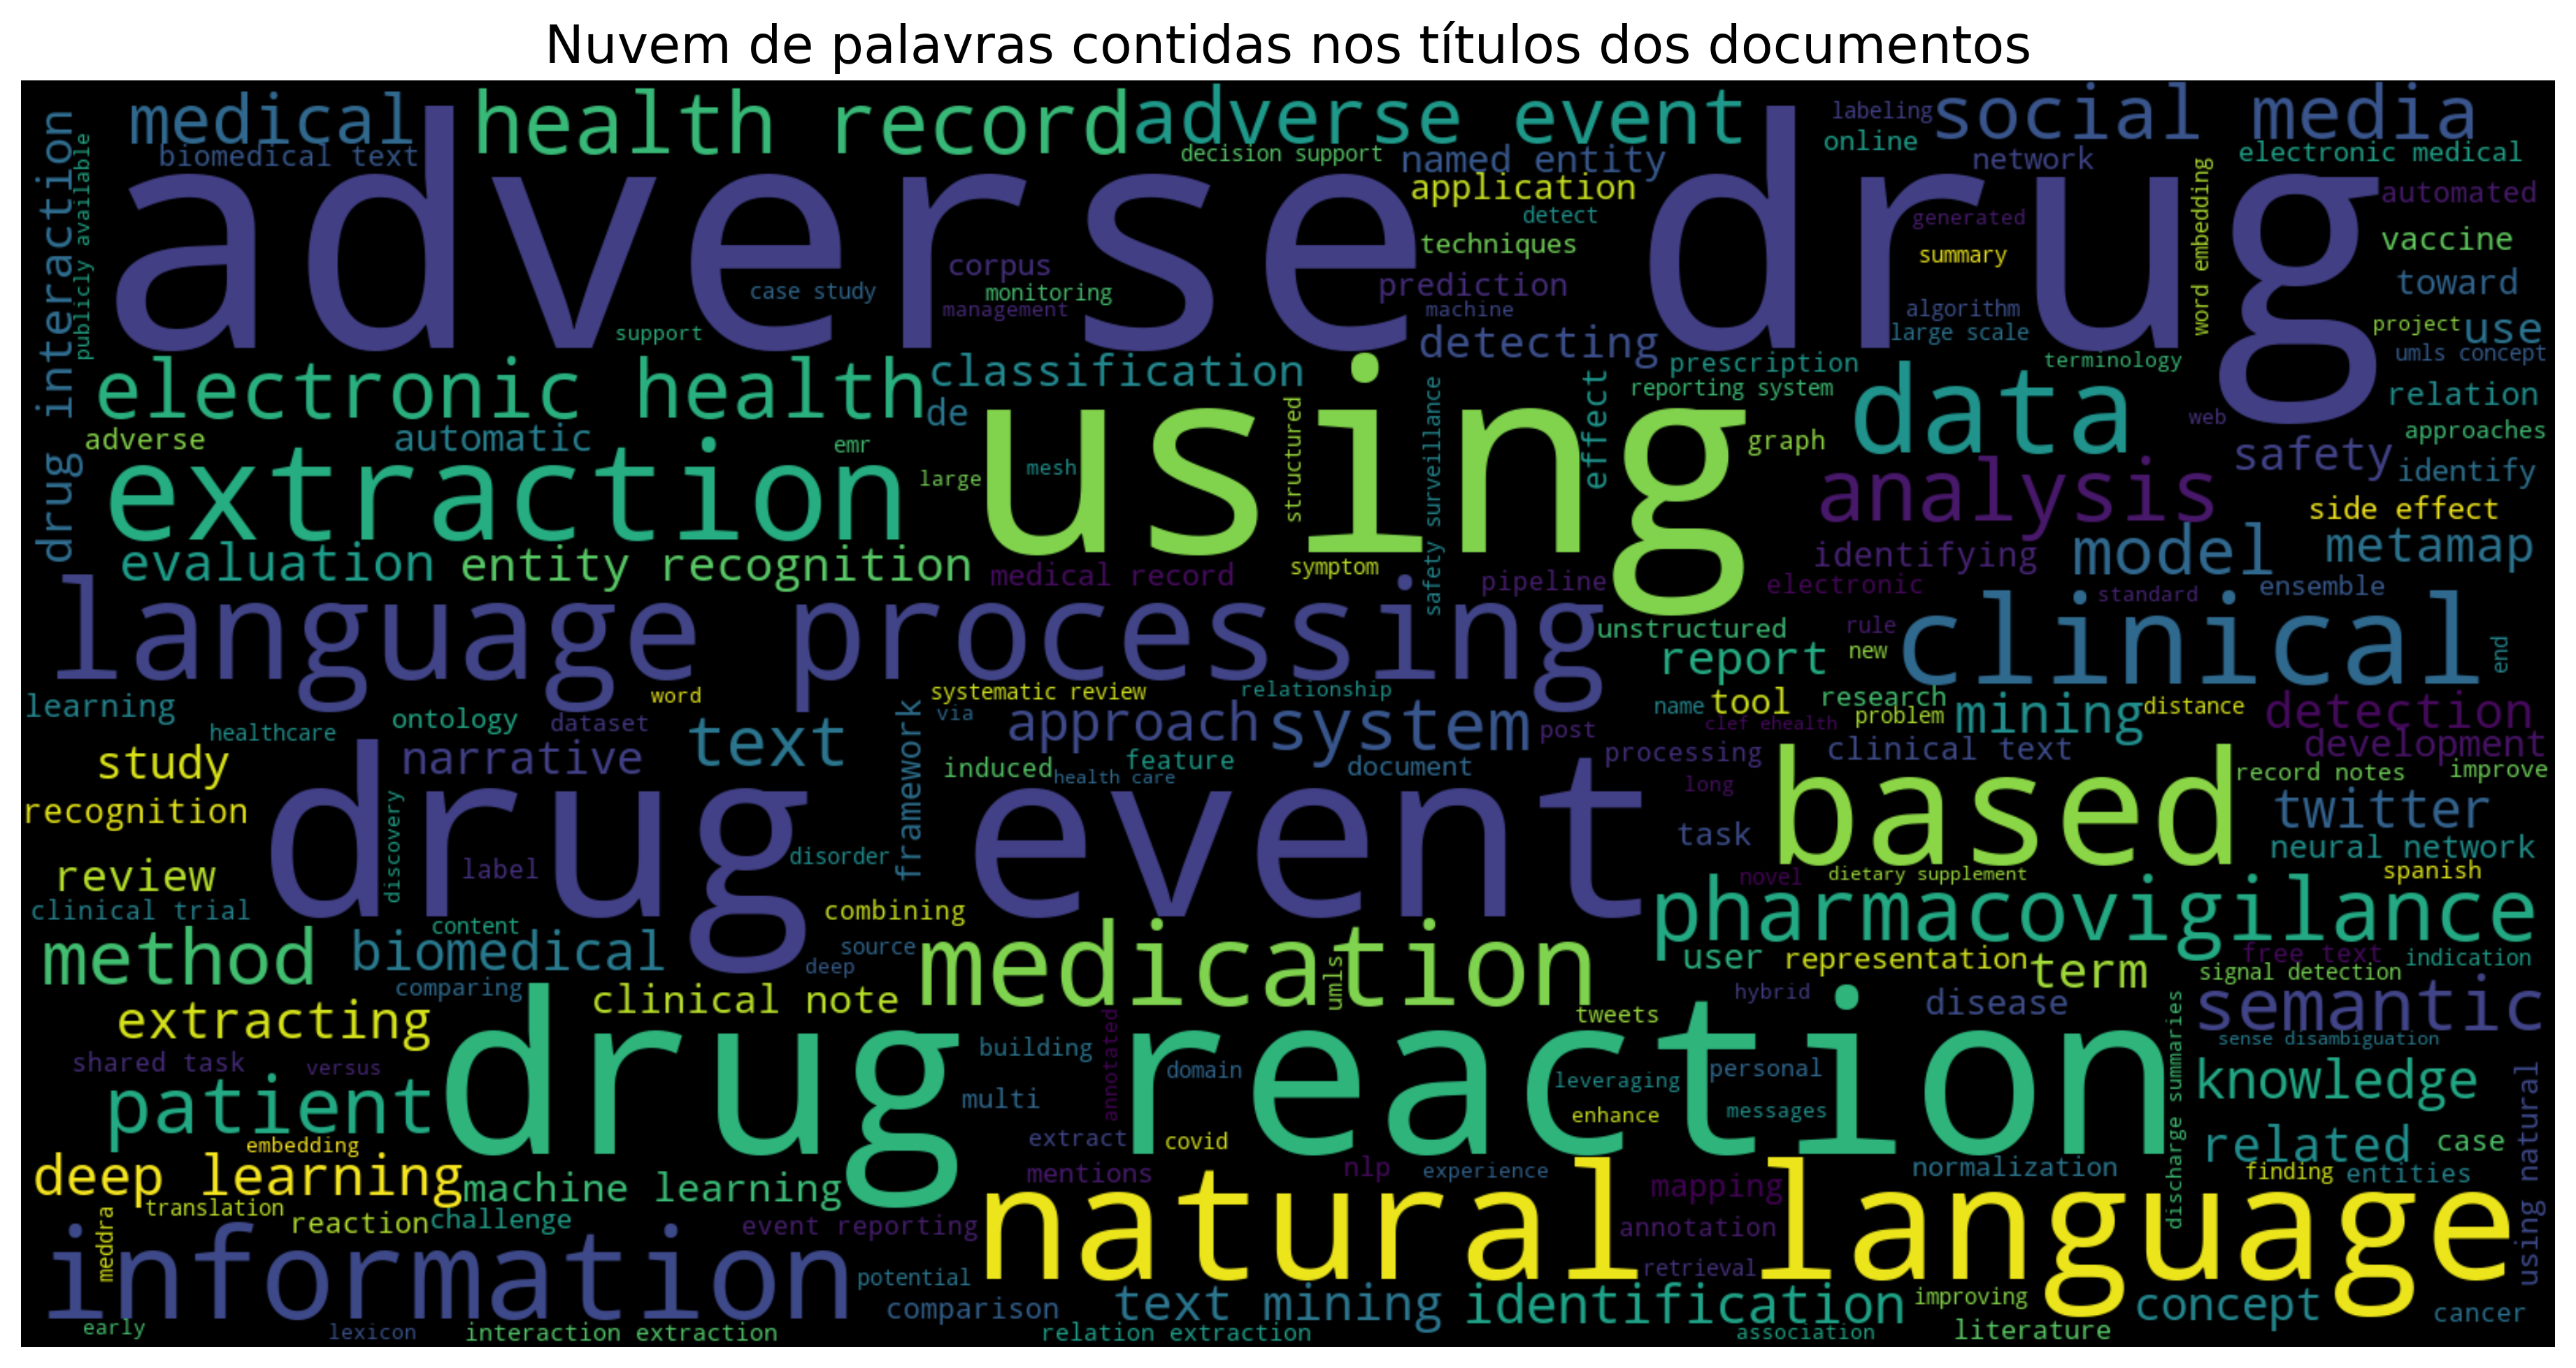 Nuvem de palavras contidas nos títulos dos documentos
medical
health record
adverse event
labeling
social media
online
biomedical text
decision support
named entity
network
electronic medical
drug interaction
publicly available
adverse drug
application
word embedding
automated
detect
generated
techniques
summary
vaccine
corpus
case study
monitoring
management
prediction
machine
algorithm
toward
support
detecting
large scale
project
use
umls concept
electronic health
classification
prescription
terminology
de
using
effect
reporting system
data
relation
adverse
automatic
emr
structured
safety surveillance
graph
web
approaches
extraction
large
mesh
analysis
safety
identify
side effect
evaluation
entity recognition
medical record
symptom
pipeline
identifying
electronic
model
metamap
standard
ensemble
language processing
unstructured
rule
clinical
end
report
new
learning
word
systematic review
relationship
name
tool
research
problem
mining
distance
detection
healthcare
ontology
dataset
text
framework
via
approach
system
post
clef ehealth
development
study
narrative
induced
health care
feature
document
processing
clinical text
record notes
improve
recognition
drug event
discovery
long
based
twitter
label
disorder
task
neural network
review
novel
dietary supplement
spanish
clinical trial
content
combining
pharmacovigilance
method
biomedical
source
deep
medication
umls
user
representation
term
free text
indication
signal detection
comparing
extracting
clinical note
tweets
hybrid
disease
discharge summaries
semantic
sense disambiguation
shared task
versus
drug reaction
building
annotated
domain
leveraging
personal
knowledge
using natural
patient
multi
enhance
messages
embedding
extract
covid
related
case
deep learning
machine learning
mentions
nlp
experience
mapping
normalization
finding
entities
translation
meddra
reaction
challenge
event reporting
natural language
annotation
information
potential
retrieval
comparison
text mining
identification
improving
concept
cancer
early
lexicon
interaction extraction
relation extraction
association
literature